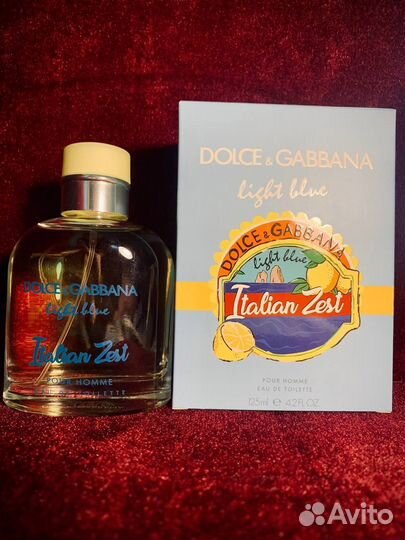 DOLCE & GABBANA
light blue
Italian Zest
POUR HOMME
EAU DE TOILETTE
DOLCE & GABBANA
light blue
DOLCE & GABBANA
light blue
Italian Zest
POUR HOMME
EAU DE TOILETTE
125ml ℮ 4.2FL.OZ.
Avito